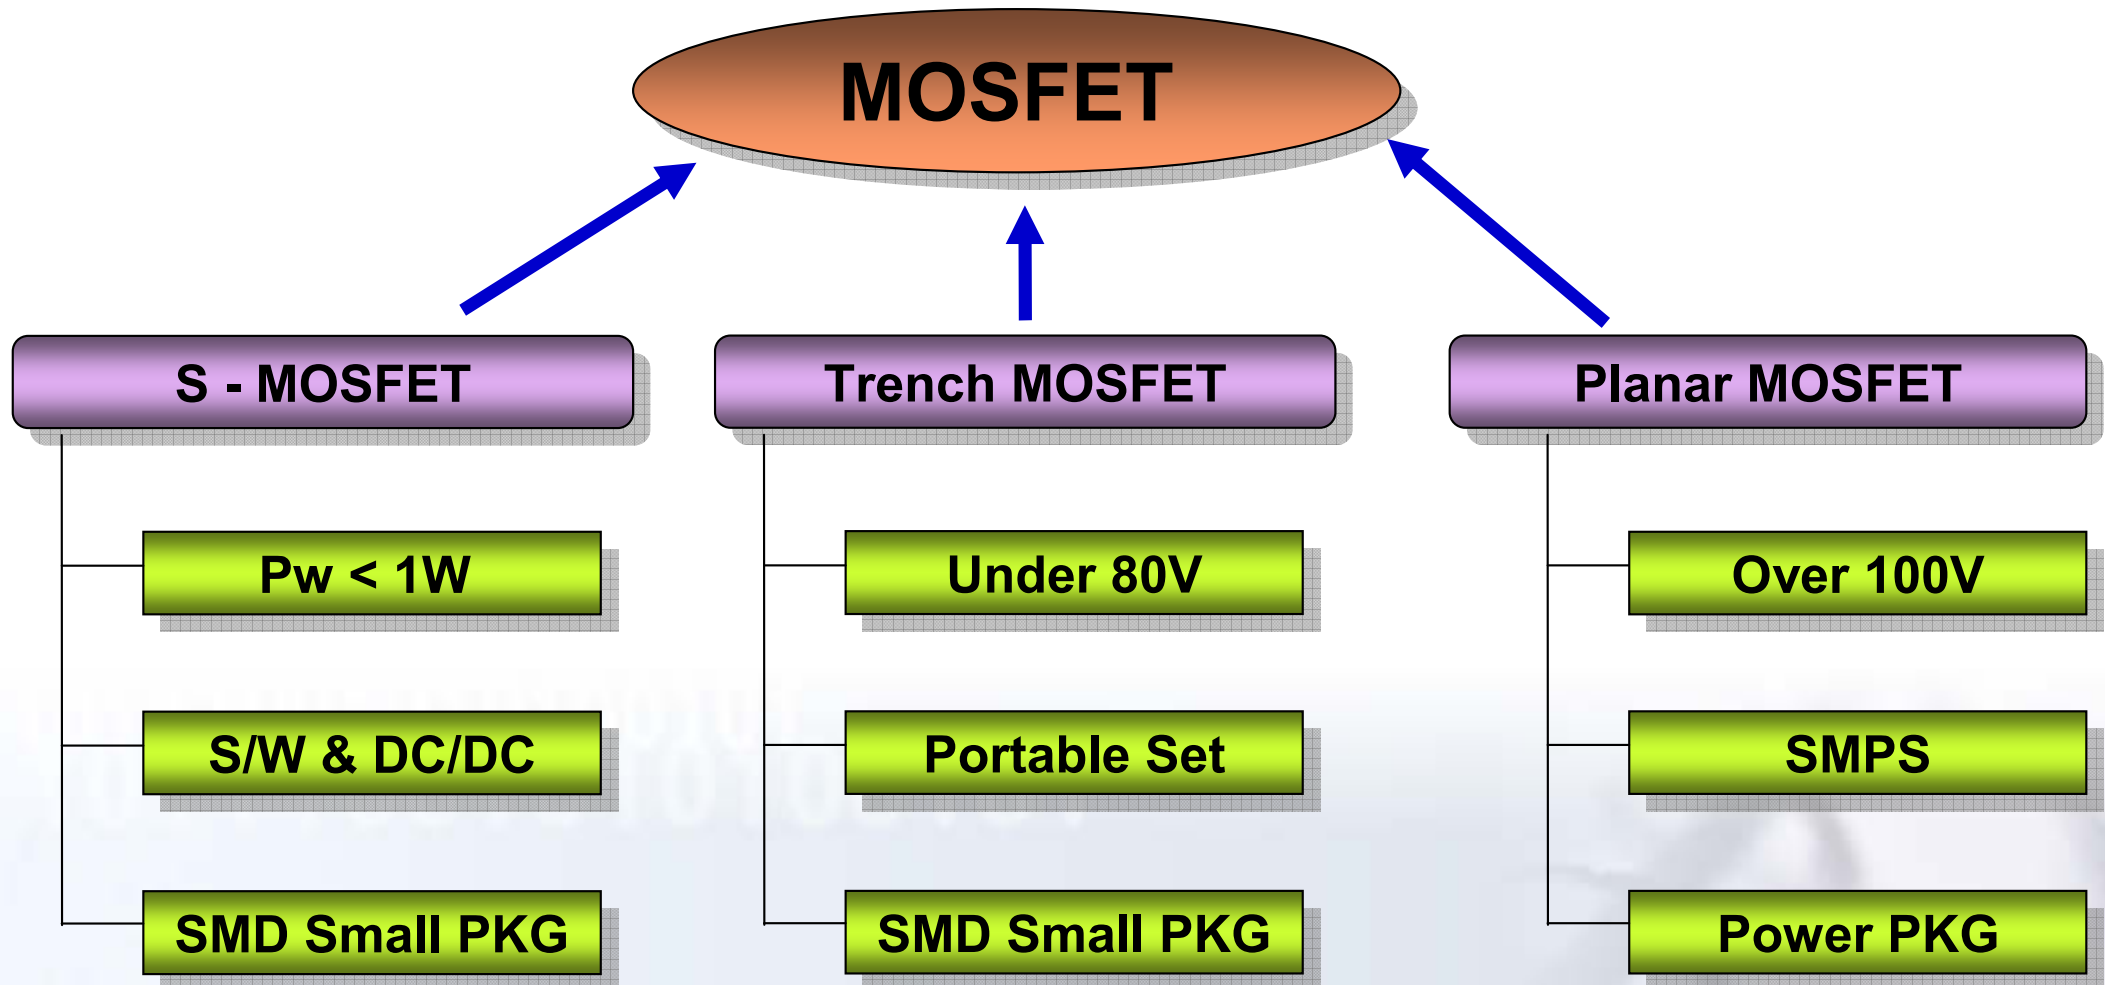 MOSFET
S - MOSFET
Trench MOSFET
Planar MOSFET
Pw < 1W
Under 80V
Over 100V
S/W & DC/DC
Portable Set
SMPS
SMD Small PKG
SMD Small PKG
Power PKG